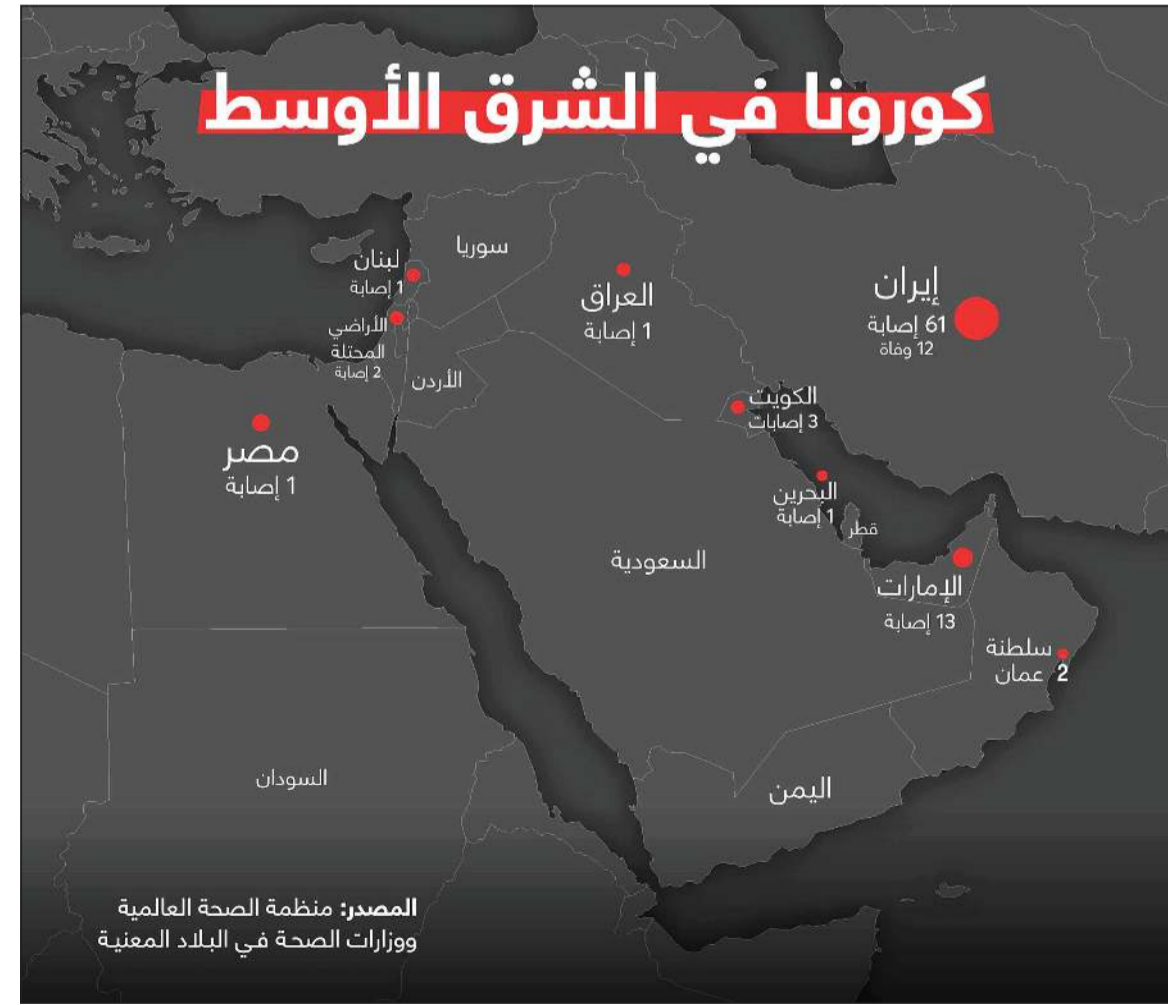 كورونا في الشرق الأوسط
سوريا
لبنان
1 إصابة
العراق
1 إصابة
إيران
61 إصابة
12 وفاة
الأراضي
المحتلة
2 إصابة
الأردن
الكويت
3 إصابات
مصر
1 إصابة
البحرين
1 إصابة
قطر
السعودية
الإمارات
13 إصابة
سلطنة
عمان 2
السودان
اليمن
المصدر: منظمة الصحة العالمية
ووزارات الصحة في البلاد المعنية